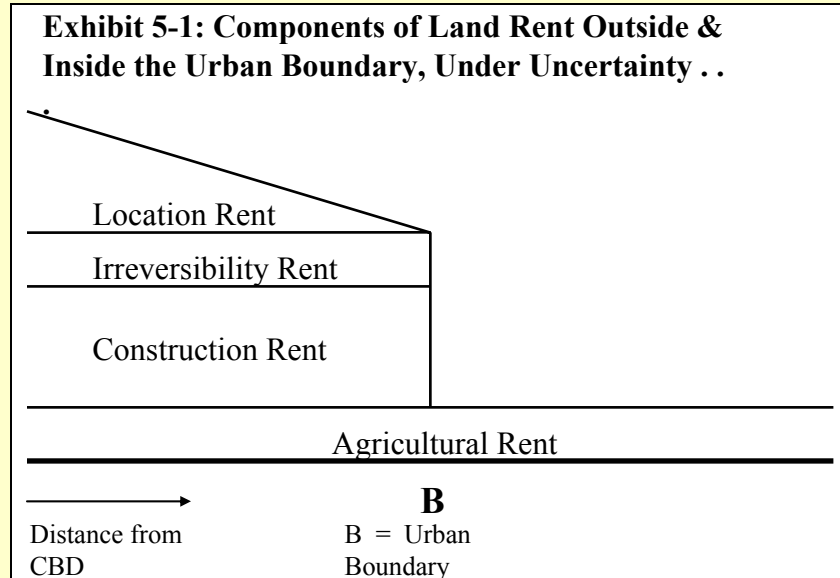 Exhibit 5-1: Components of Land Rent Outside &
Inside the Urban Boundary, Under Uncertainty . .
.
Location Rent
Irreversibility Rent
Construction Rent
Agricultural Rent
B
Distance from
CBD
B = Urban
Boundary